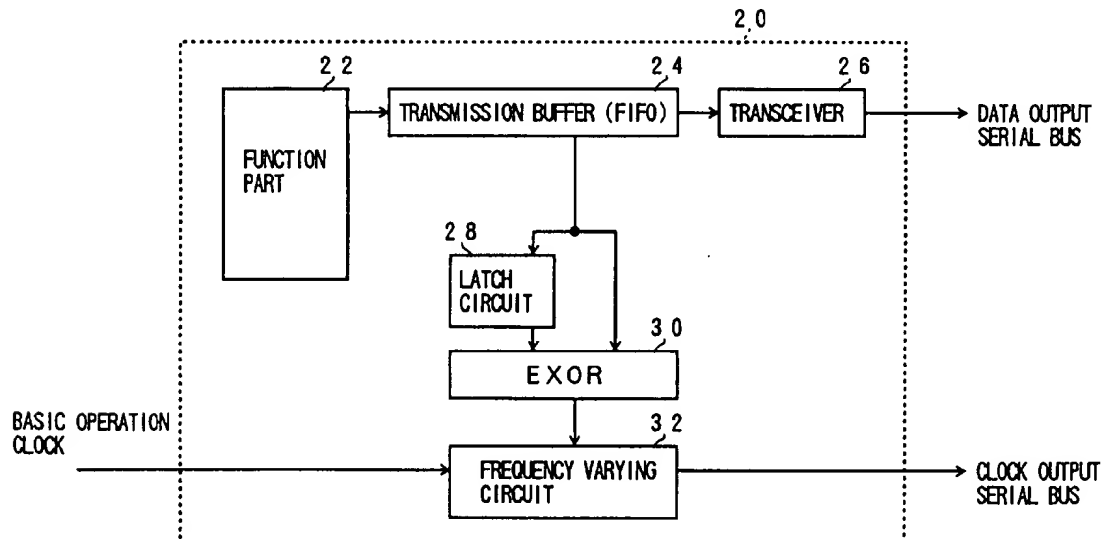 20
22
24
26
FUNCTION
PART
TRANSMISSION BUFFER (FIFO)
TRANSCEIVER
DATA OUTPUT
SERIAL BUS
28
LATCH
CIRCUIT
30
EXOR
BASIC OPERATION
CLOCK
32
FREQUENCY VARYING
CIRCUIT
CLOCK OUTPUT
SERIAL BUS